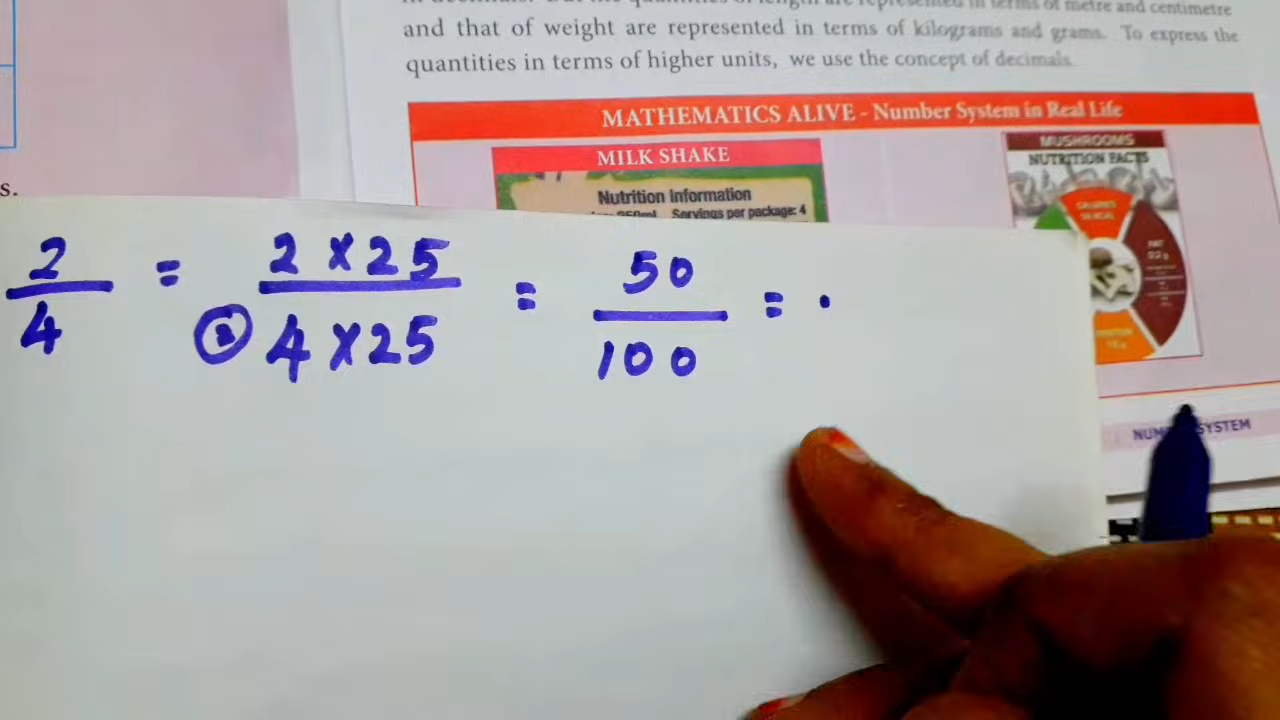 and that of weight are represented in terms of kilograms and grams. To express the
quantities in terms of higher units, we use the concept of decimals.
MATHEMATICS ALIVE - Number System in Real Life
MILK SHAKE
Nutrition Information
Servings per package: 4
MUSHROOMS
NUTRITION FACTS
FAT
s.
2/4 = 2 × 25 / 4 × 25 = 50/100 = .
SYSTEM